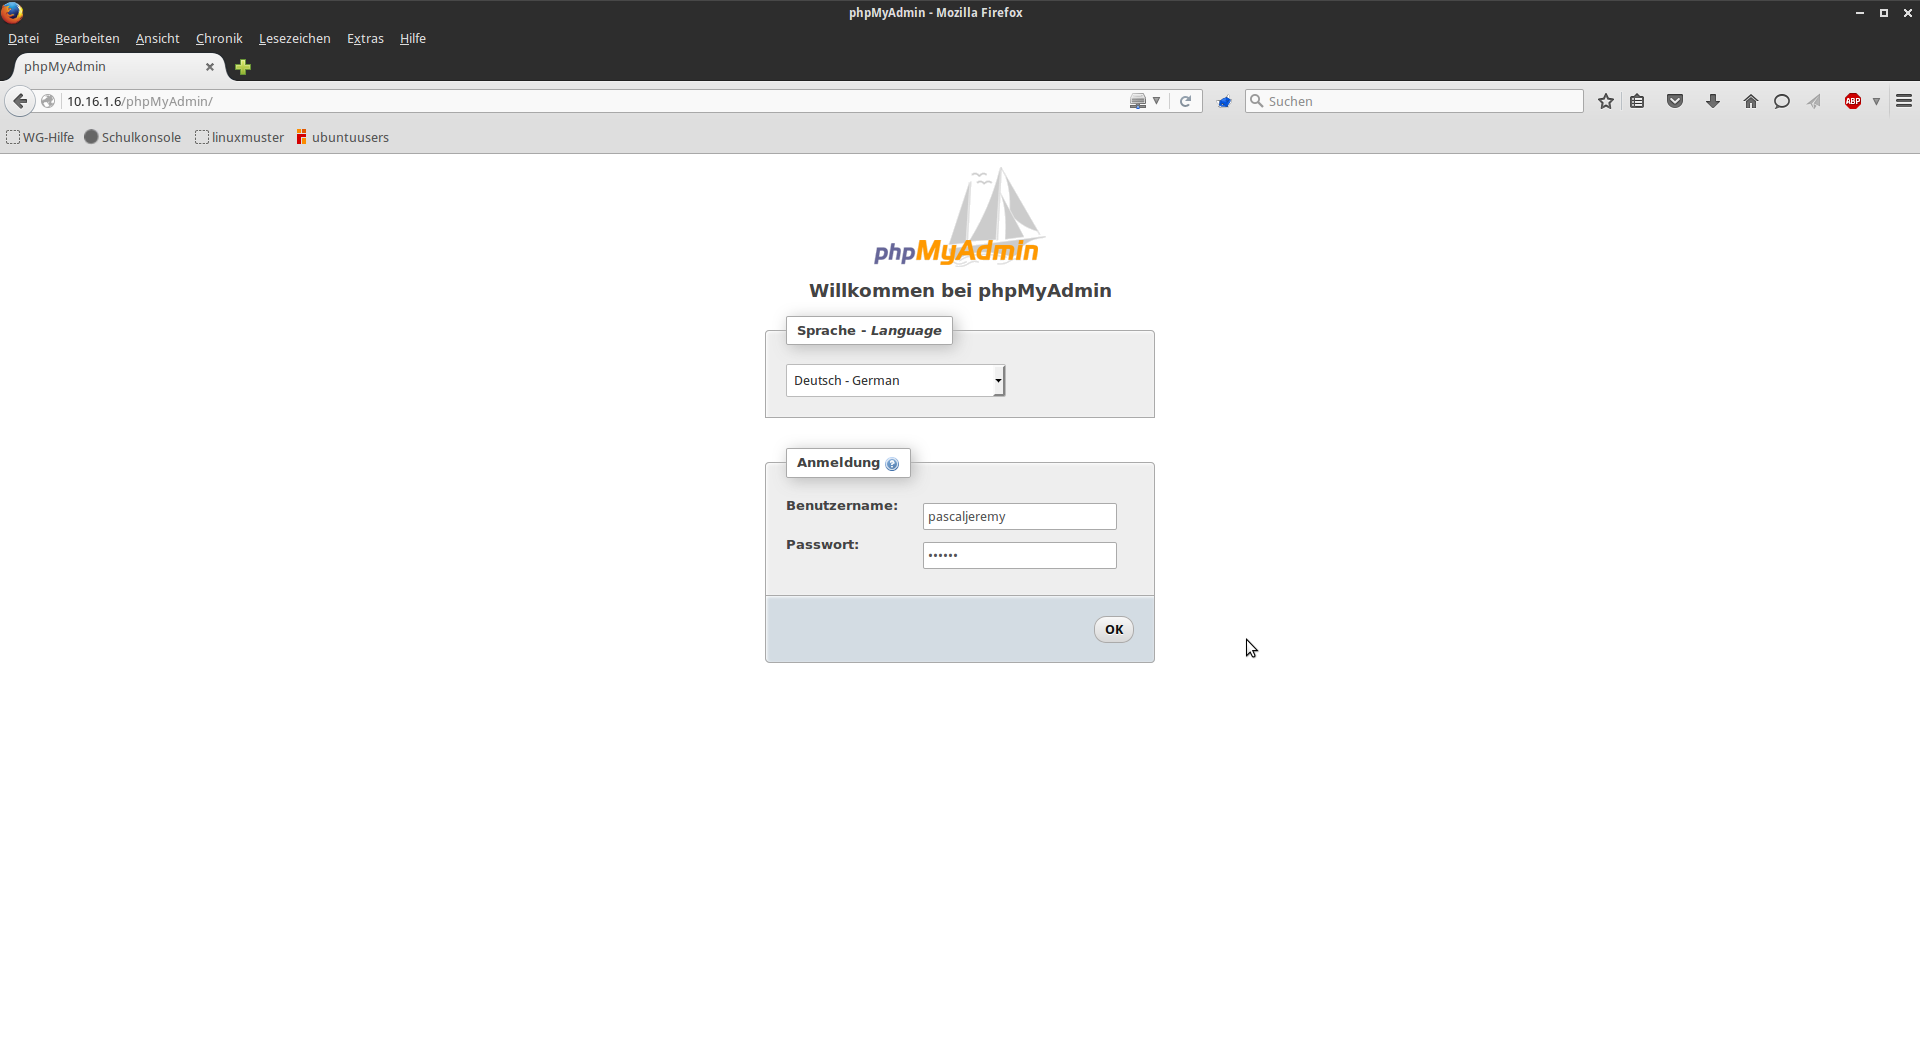 phpMyAdmin - Mozilla Firefox
Datei Bearbeiten Ansicht Chronik Lesezeichen Extras Hilfe
phpMyAdmin
10.16.1.6/phpMyAdmin/
Suchen
ABP
WG-Hilfe Schulkonsole linuxmuster ubuntuusers
phpMyAdmin
Willkommen bei phpMyAdmin
Sprache - Language
Deutsch - German
Anmeldung ?
Benutzername: pascaljeremy
Passwort: ••••••
OK